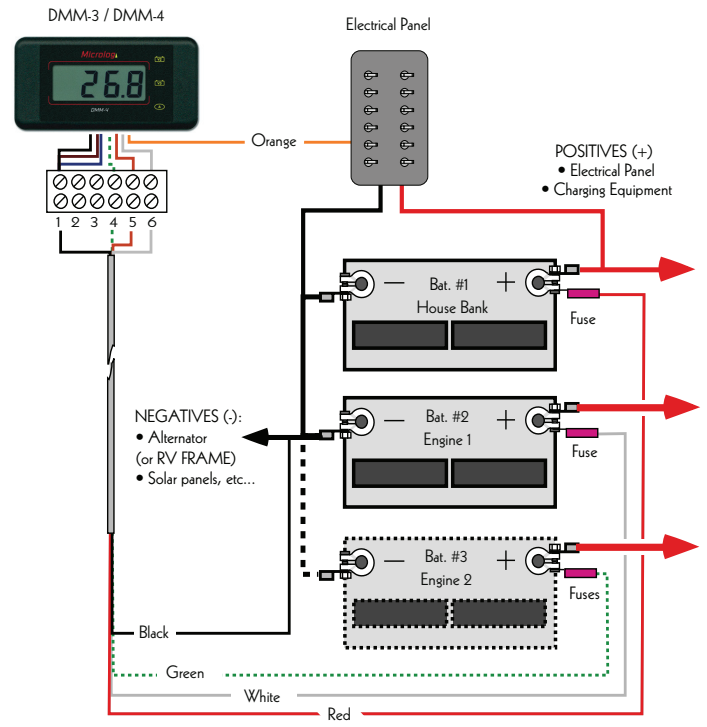 DMM-3 / DMM-4
Microlog
26.8
DMM-4
Electrical Panel
Orange
1 2 3 4 5 6
POSITIVES (+)
• Electrical Panel
• Charging Equipment
— Bat. #1 +
House Bank
Fuse
NEGATIVES (-):
• Alternator
(or RV FRAME)
• Solar panels, etc...
— Bat. #2 +
Engine 1
Fuse
— Bat. #3 +
Engine 2
Fuses
Black
Green
White
Red